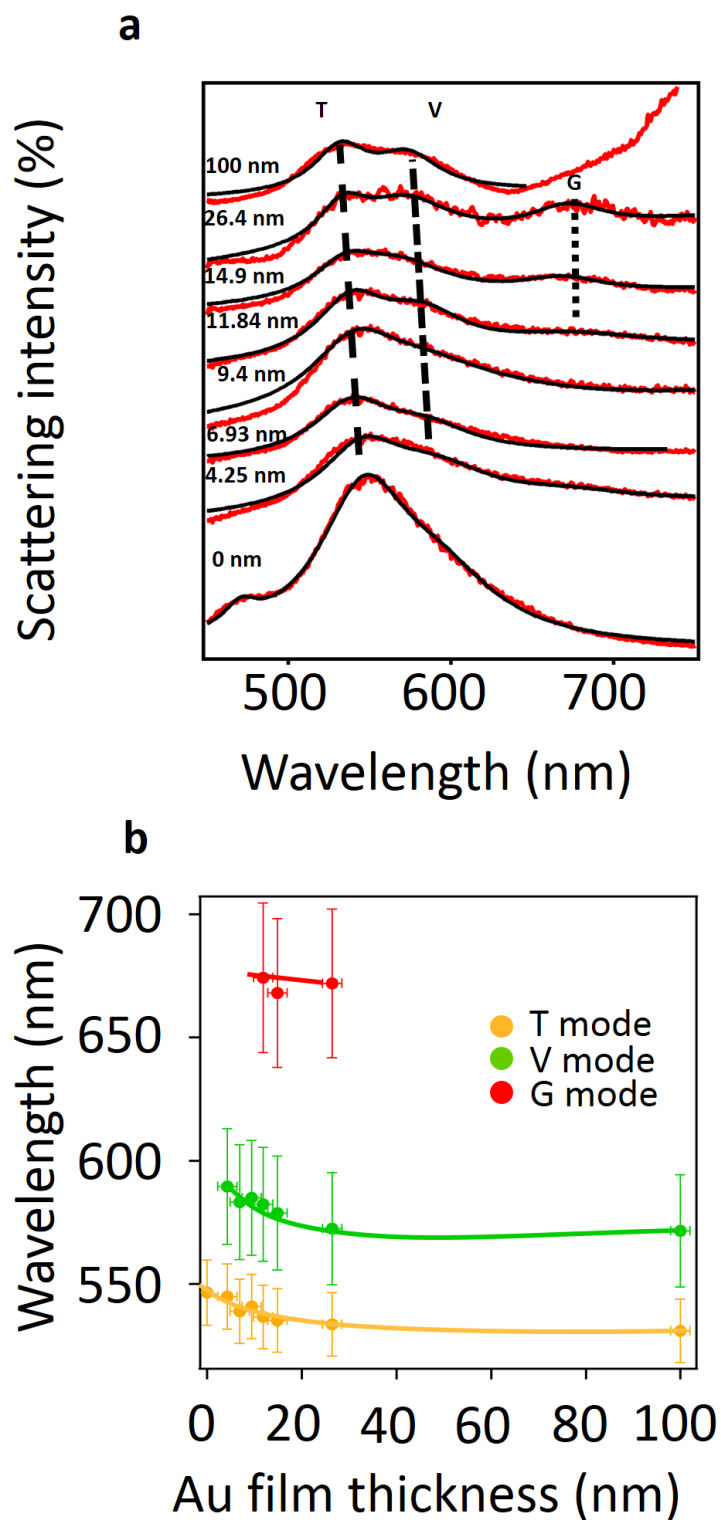 a
Scattering intensity (%)
T V
G
100 nm
26.4 nm
14.9 nm
11.84 nm
9.4 nm
6.93 nm
4.25 nm
0 nm
500 600 700
Wavelength (nm)
b
Wavelength (nm)
700
650
600
550
T mode
V mode
G mode
0 20 40 60 80 100
Au film thickness (nm)